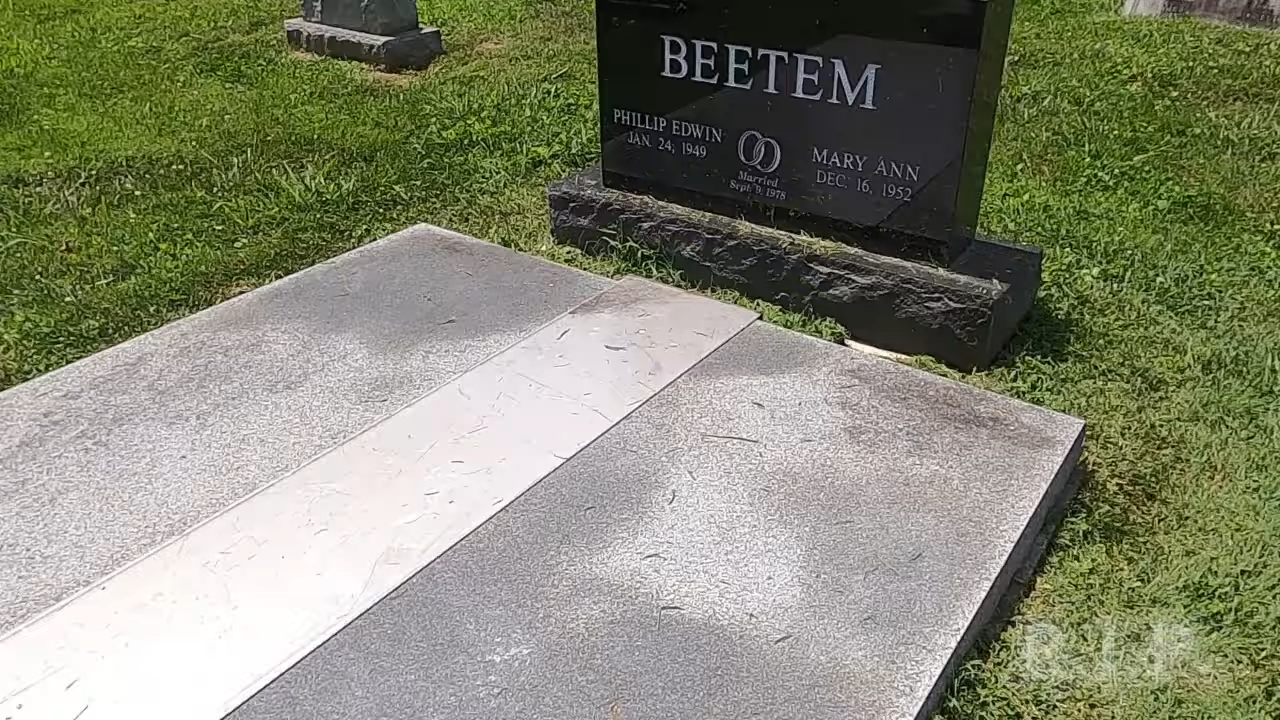 BEETEM
PHILLIP EDWIN
JAN. 24, 1949
Married
Sept. 9, 1978
MARY ANN
DEC. 16, 1952
R.I.P.